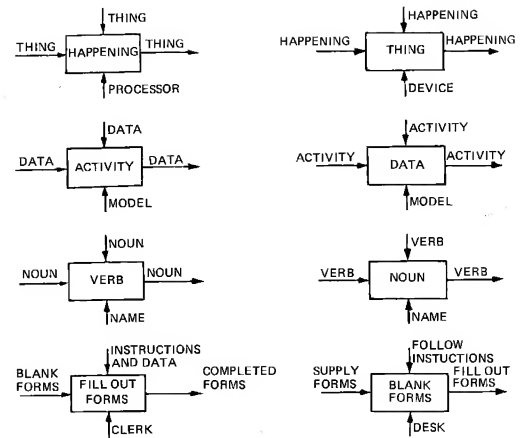 THING
THING HAPPENING THING
PROCESSOR
HAPPENING
HAPPENING THING HAPPENING
DEVICE
DATA
DATA ACTIVITY DATA
MODEL
ACTIVITY
ACTIVITY DATA ACTIVITY
MODEL
NOUN
NOUN VERB NOUN
NAME
VERB
VERB NOUN VERB
NAME
INSTRUCTIONS
AND DATA
BLANK
FORMS
FILL OUT
FORMS
COMPLETED
FORMS
CLERK
FOLLOW
INSTUCTIONS
SUPPLY
FORMS
BLANK
FORMS
FILL OUT
FORMS
DESK